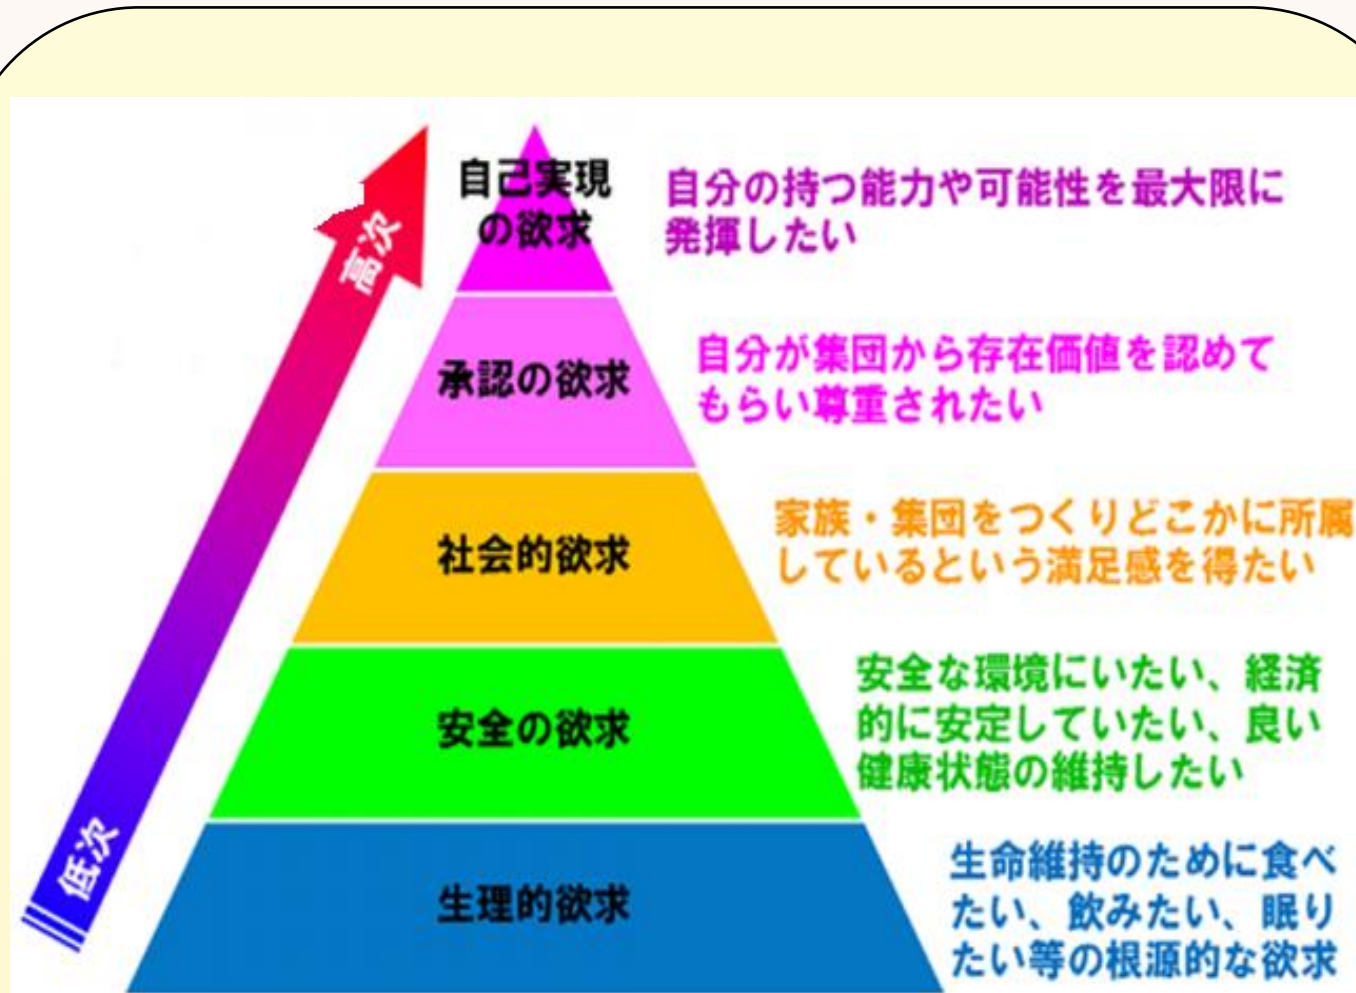 高次
自己実現
の欲求
自分の持つ能力や可能性を最大限に
発揮したい
承認の欲求
自分が集団から存在価値を認めて
もらい尊重されたい
社会的欲求
家族・集団をつくりどこかに所属
しているという満足感を得たい
安全の欲求
安全な環境にいたい、経済
的に安定していたい、良い
健康状態の維持したい
低次
生理的欲求
生命維持のために食べ
たい、飲みたい、眠り
たい等の根源的な欲求